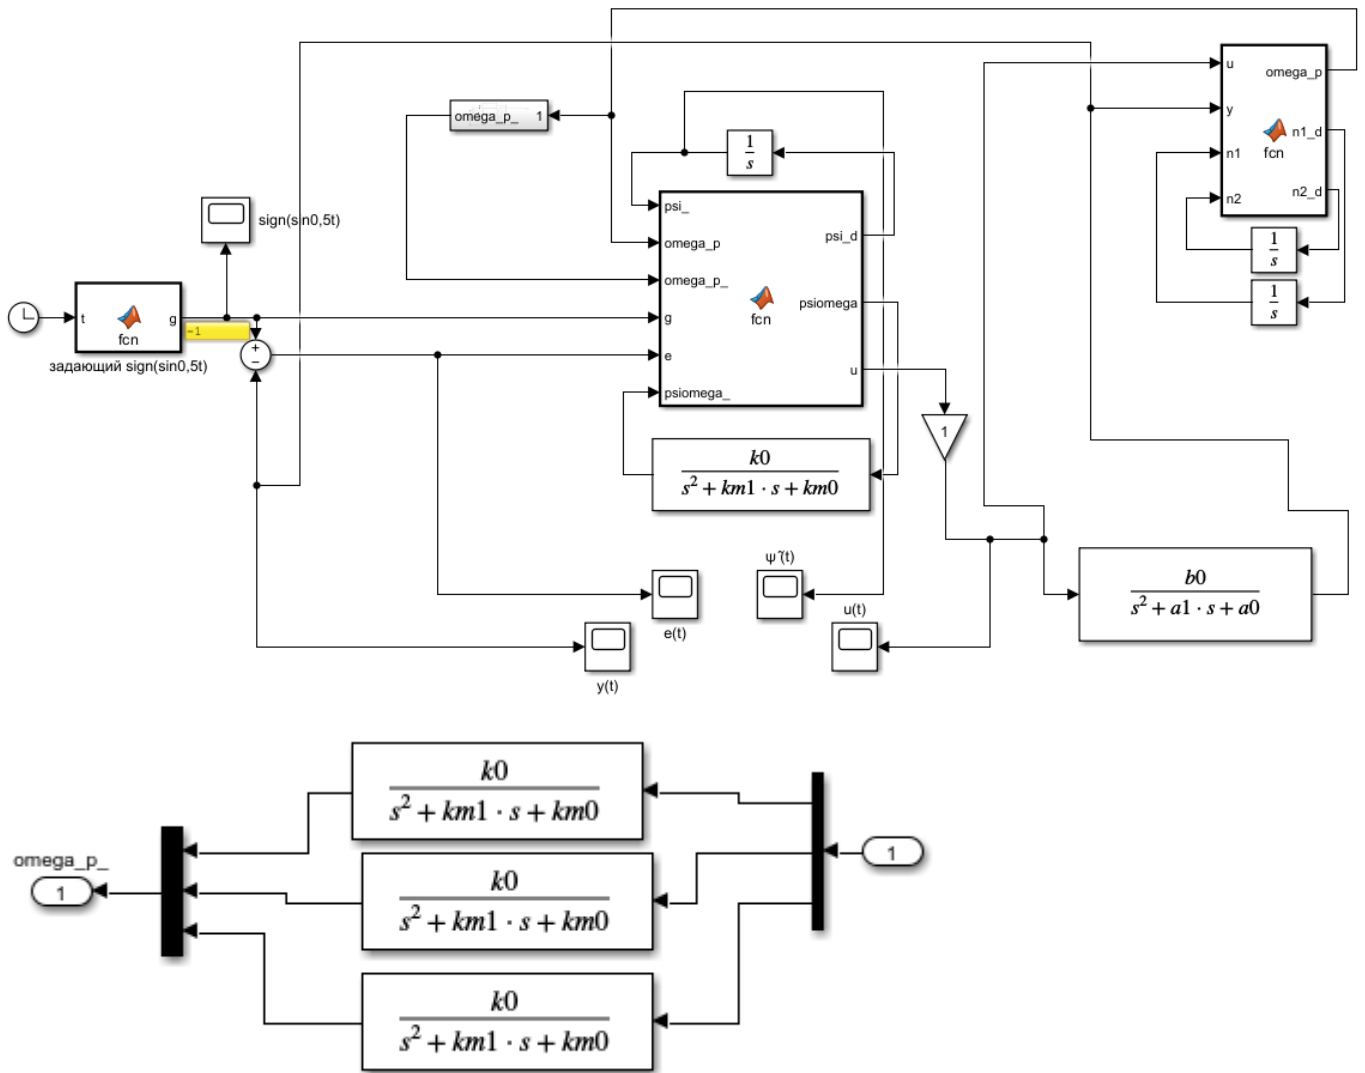 u
omega_p
y
n1_d
n1
fcn
n2
n2_d
1
s
1
s
omega_p_ 1
1
s
psi_
psi_d
omega_p
omega_p_
psiomega
fcn
g
e
u
psiomega_
sign(sin0,5t)
t
g
fcn
−1
+
−
задающий sign(sin0,5t)
1
k0
s² + km1 · s + km0
ψ˜(t)
u(t)
e(t)
y(t)
b0
s² + a1 · s + a0
k0
s² + km1 · s + km0
omega_p_
1
1
k0
s² + km1 · s + km0
k0
s² + km1 · s + km0